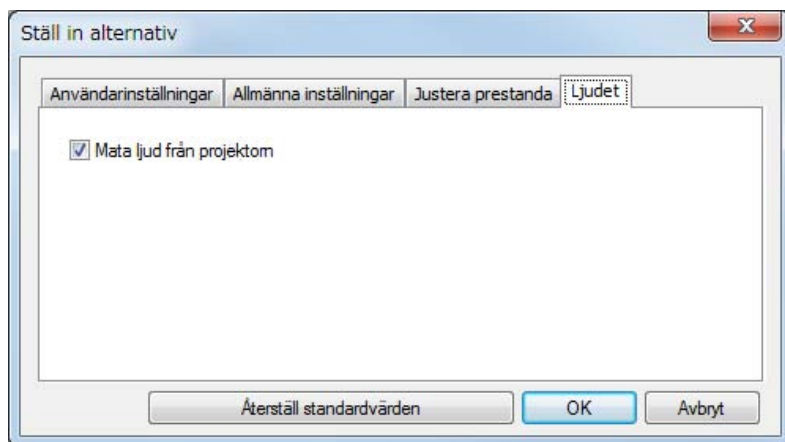 Ställ in alternativ
Användarinställningar Allmänna inställningar Justera prestanda Ljudet
Mata ljud från projektorn
Återställ standardvärden OK Avbryt